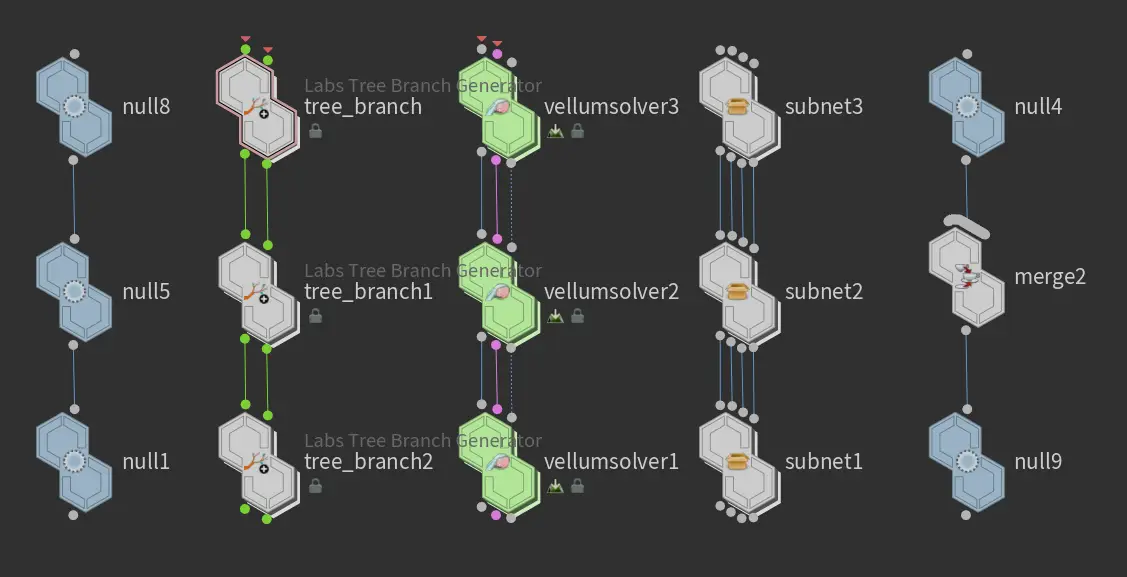 Labs Tree Branch Generator
null8
tree_branch
vellumsolver3
subnet3
null4
Labs Tree Branch Generator
null5
tree_branch1
vellumsolver2
subnet2
merge2
Labs Tree Branch Generator
null1
tree_branch2
vellumsolver1
subnet1
null9